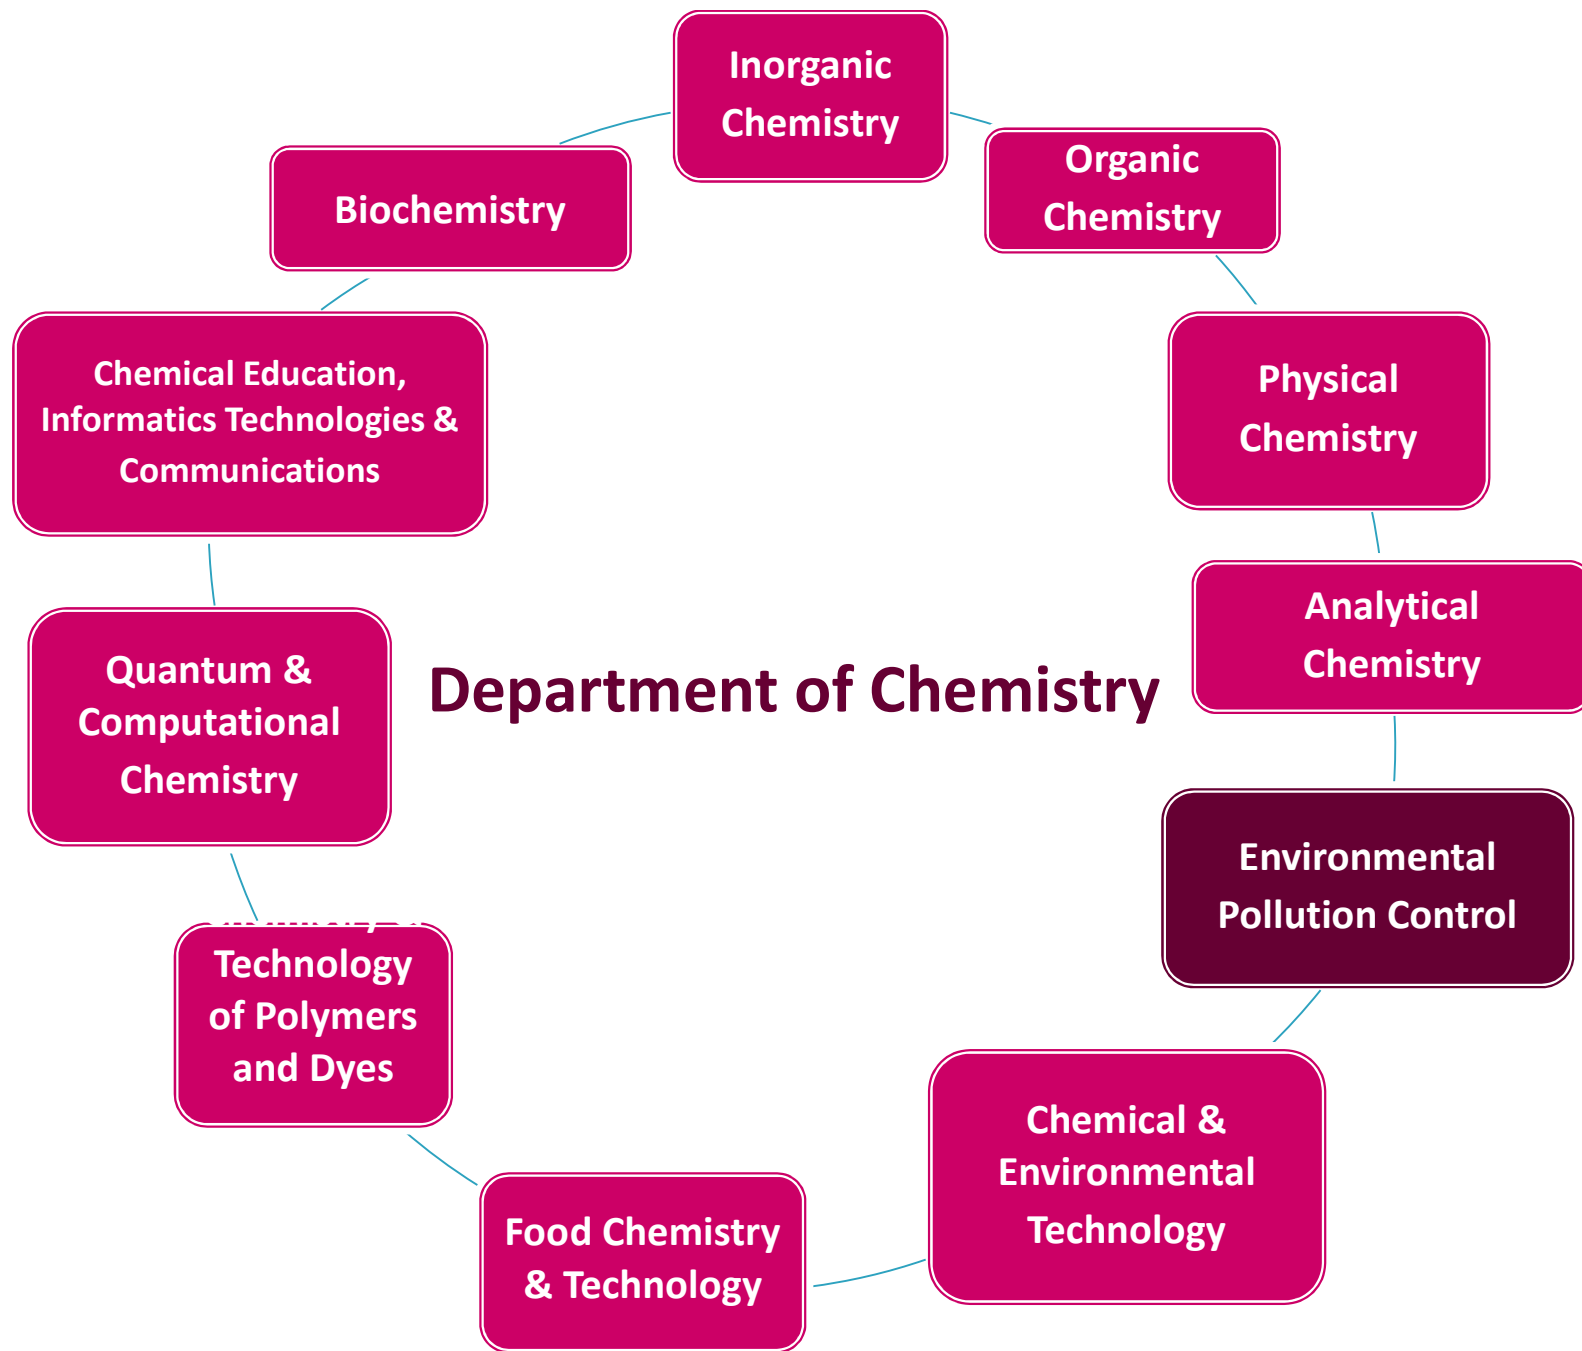 Inorganic
Chemistry
Organic
Chemistry
Physical
Chemistry
Analytical
Chemistry
Environmental
Pollution Control
Chemical &
Environmental
Technology
Food Chemistry
& Technology
Technology
of Polymers
and Dyes
Quantum &
Computational
Chemistry
Chemical Education,
Informatics Technologies &
Communications
Biochemistry
Department of Chemistry